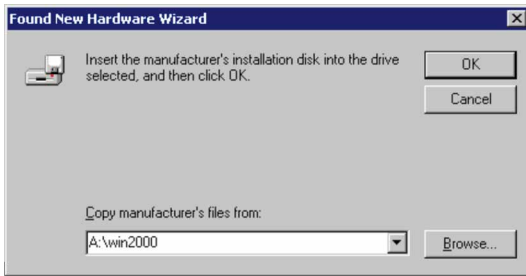 Found New Hardware Wizard
Insert the manufacturer's installation disk into the drive
selected, and then click OK.
OK
Cancel
Copy manufacturer's files from:
A:\win2000
Browse...